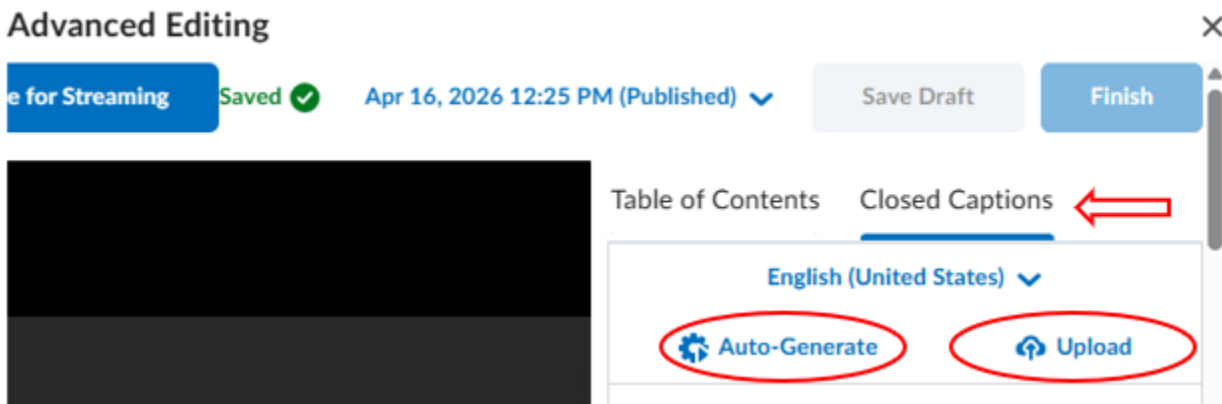 Advanced Editing
e for Streaming Saved Apr 16, 2026 12:25 PM (Published) Save Draft Finish
Table of Contents Closed Captions
English (United States)
Auto-Generate Upload